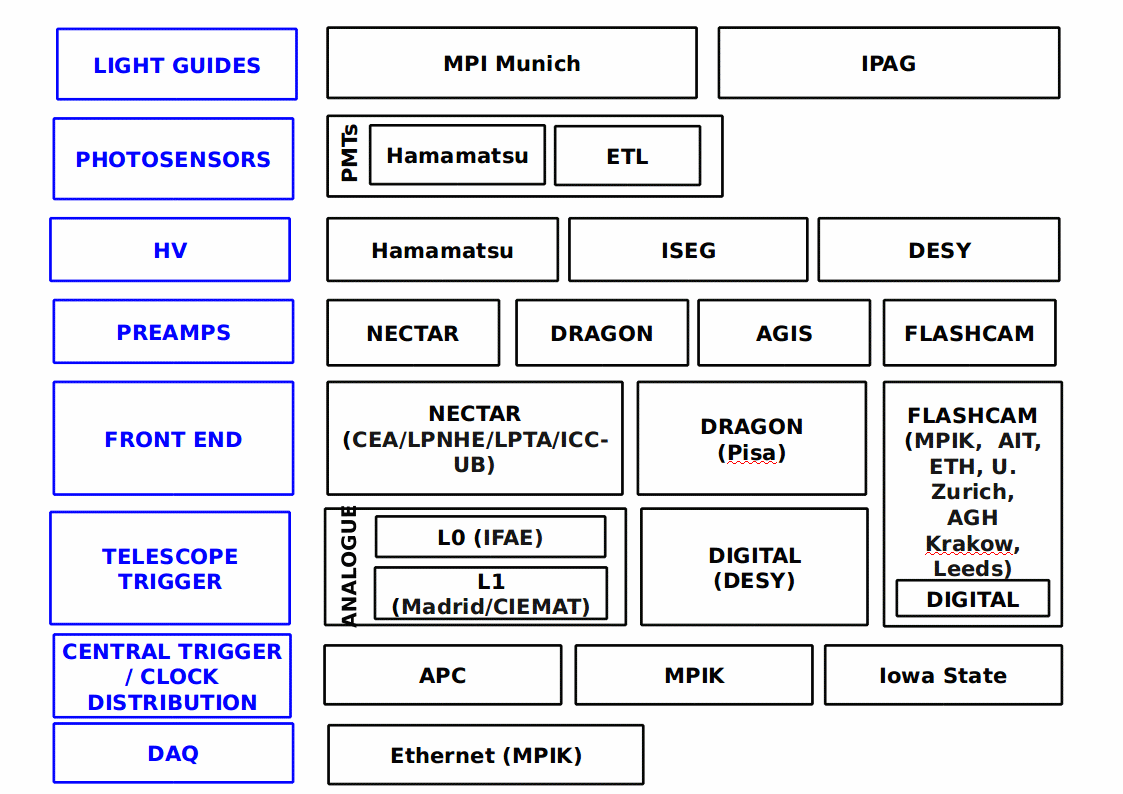 LIGHT GUIDES
MPI Munich
IPAG
PHOTOSENSORS
PMTs
Hamamatsu
ETL
HV
Hamamatsu
ISEG
DESY
PREAMPS
NECTAR
DRAGON
AGIS
FLASHCAM
FRONT END
NECTAR
(CEA/LPNHE/LPTA/ICC-
UB)
DRAGON
(Pisa)
FLASHCAM
(MPIK, AIT,
ETH, U.
Zurich,
AGH
Krakow,
Leeds)
DIGITAL
TELESCOPE
TRIGGER
ANALOGUE
L0 (IFAE)
L1
(Madrid/CIEMAT)
DIGITAL
(DESY)
CENTRAL TRIGGER
/ CLOCK
DISTRIBUTION
APC
MPIK
Iowa State
DAQ
Ethernet (MPIK)